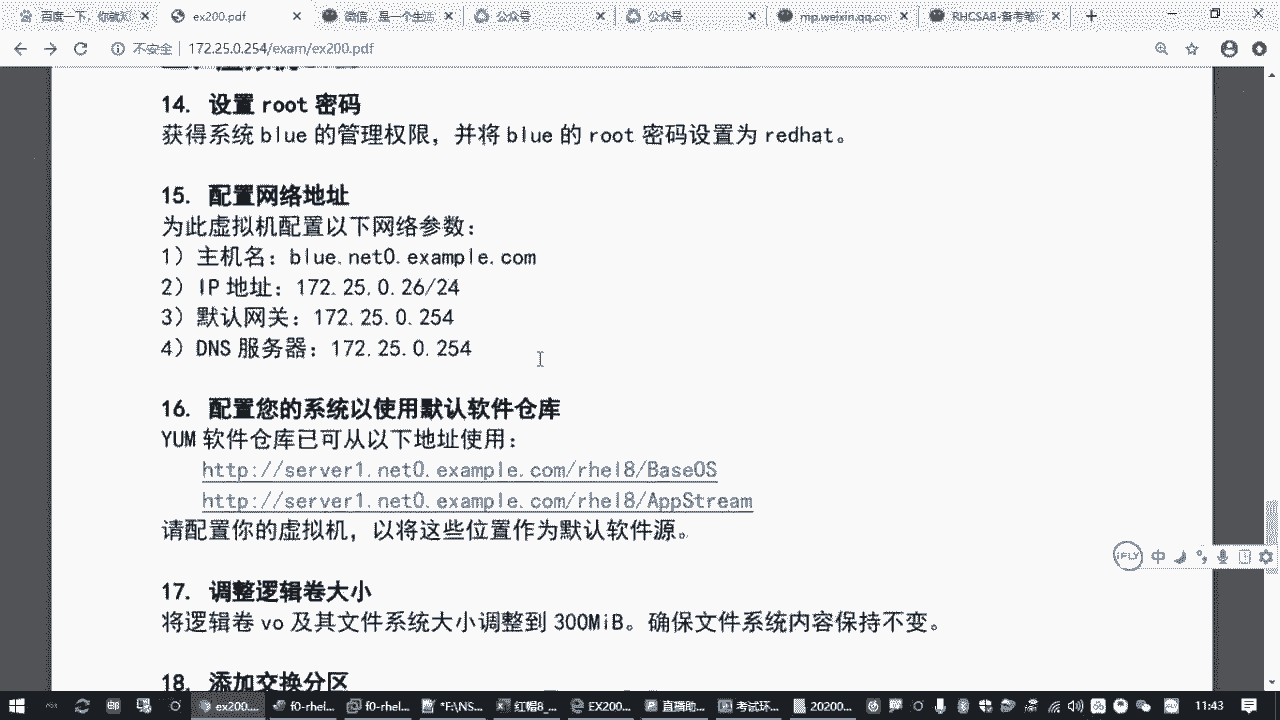 百度一下，你就知
ex200.pdf
微信，是一个生活
公众号
公众号
mp.weixin.qq.co
RHCSA8-备考笔
不安全
172.25.0.254/exam/ex200.pdf
14. 设置 root 密码
获得系统 blue 的管理权限，并将 blue 的 root 密码设置为 redhat。
15. 配置网络地址
为此虚拟机配置以下网络参数：
1）主机名：blue.net0.example.com
2）IP 地址：172.25.0.26/24
3）默认网关：172.25.0.254
4）DNS 服务器：172.25.0.254
16. 配置您的系统以使用默认软件仓库
YUM 软件仓库已可从以下地址使用：
http://server1.net0.example.com/rhel8/BaseOS
http://server1.net0.example.com/rhel8/AppStream
请配置你的虚拟机，以将这些位置作为默认软件源。
17. 调整逻辑卷大小
将逻辑卷 vo 及其文件系统大小调整到 300MiB。确保文件系统内容保持不变。
18. 添加交换分区
iFLY
中
ex200....
f0-rhel...
f0-rhel...
*F:\NS...
红帽8_...
EX200...
直播助...
考试环...
20200...
11:43